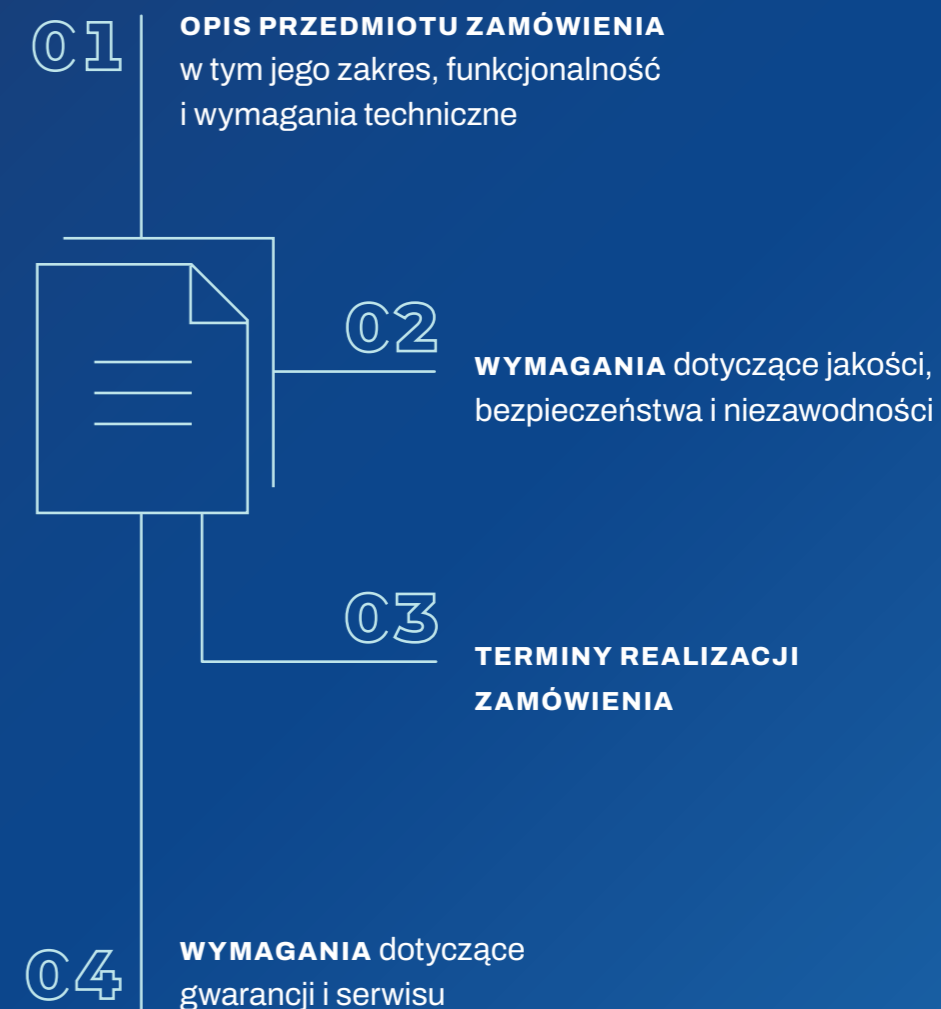 01
OPIS PRZEDMIOTU ZAMÓWIENIA
w tym jego zakres, funkcjonalność
i wymagania techniczne
02
WYMAGANIA dotyczące jakości,
bezpieczeństwa i niezawodności
03
TERMINY REALIZACJI
ZAMÓWIENIA
04
WYMAGANIA dotyczące
gwarancji i serwisu